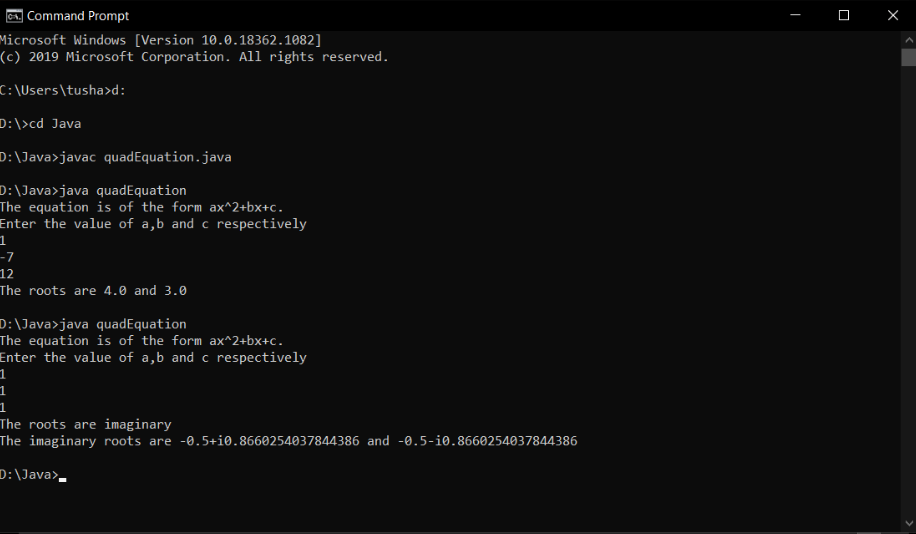 Command Prompt
Microsoft Windows [Version 10.0.18362.1082]
(c) 2019 Microsoft Corporation. All rights reserved.
C:\Users\tusha>d:
D:\>cd Java
D:\Java>javac quadEquation.java
D:\Java>java quadEquation
The equation is of the form ax^2+bx+c.
Enter the value of a,b and c respectively
1
-7
12
The roots are 4.0 and 3.0
D:\Java>java quadEquation
The equation is of the form ax^2+bx+c.
Enter the value of a,b and c respectively
1
1
1
The roots are imaginary
The imaginary roots are -0.5+i0.8660254037844386 and -0.5-i0.8660254037844386
D:\Java>